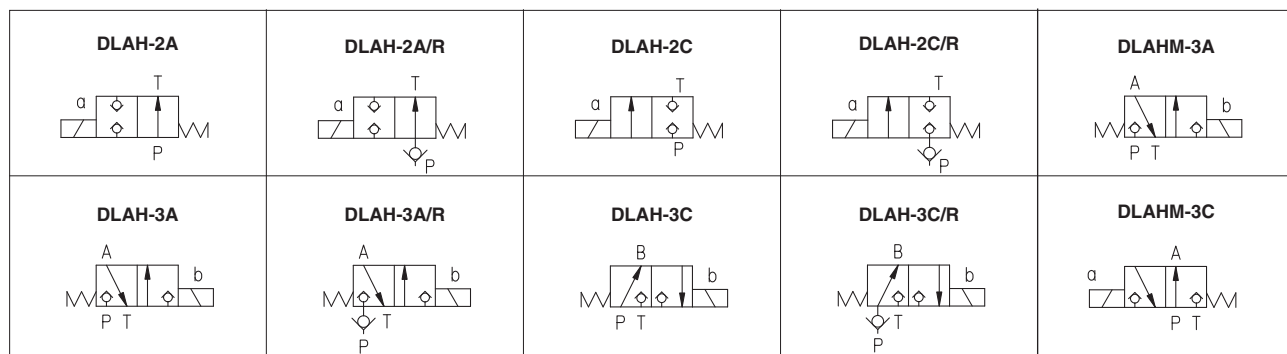 DLAH-2A DLAH-2A/R DLAH-2C DLAH-2C/R DLAHM-3A
T T T T A
a a a a b
P P P P P T
DLAH-3A DLAH-3A/R DLAH-3C DLAH-3C/R DLAHM-3C
A A B B A
b b b b a
P T T P T T P T
P P